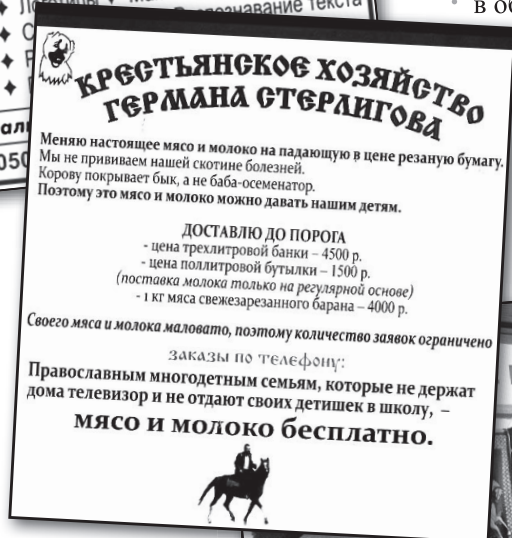 познавание текста
в об
050
КРЕСТЬЯНСКОЕ ХОЗЯЙСТВО
ГЕРМАНА СТЕРЛИГОВА
Меняю настоящее мясо и молоко на падающую в цене резаную бумагу.
Мы не прививаем нашей скотине болезней.
Корову покрывает бык, а не баба-осеменатор.
Поэтому это мясо и молоко можно давать нашим детям.
ДОСТАВЛЮ ДО ПОРОГА
- цена трехлитровой банки – 4500 р.
- цена поллитровой бутылки – 1500 р.
(поставка молока только на регулярной основе)
- 1 кг мяса свежезарезанного барана – 4000 р.
Своего мяса и молока маловато, поэтому количество заявок ограничено
заказы по телефону:
Православным многодетным семьям, которые не держат
дома телевизор и не отдают своих детишек в школу, –
мясо и молоко бесплатно.